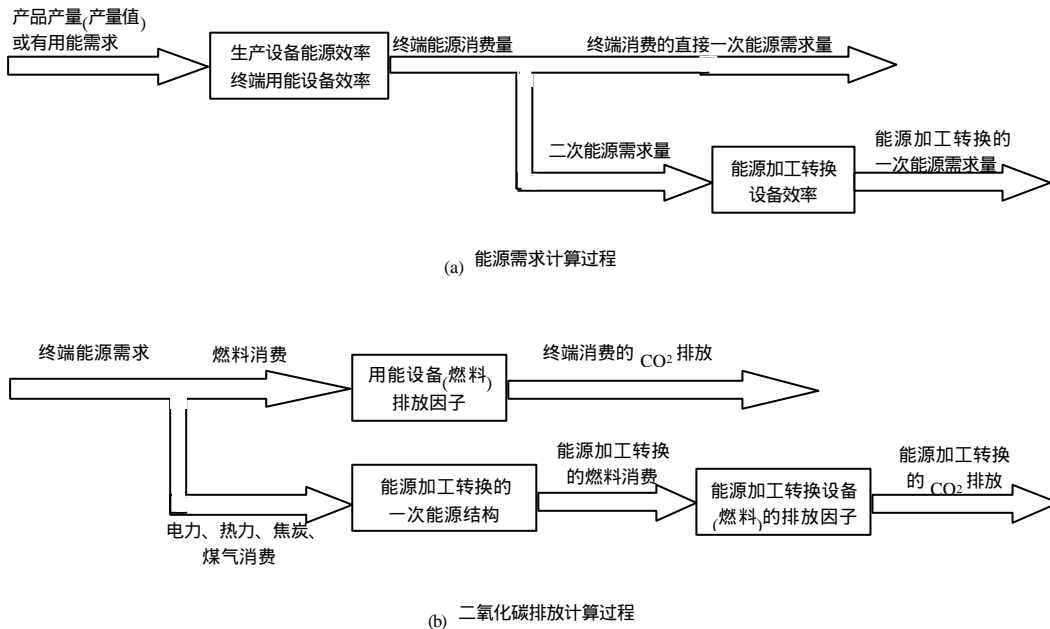 产品产量(产量值)
或有用能需求
生产设备能源效率
终端用能设备效率
终端能源消费量
终端消费的直接一次能源需求量
二次能源需求量
能源加工转换
设备效率
能源加工转换的
一次能源需求量
(a) 能源需求计算过程
终端能源需求
燃料消费
用能设备(燃料)
排放因子
终端消费的 CO2 排放
电力、热力、焦炭、
煤气消费
能源加工转换的
一次能源结构
能源加工转换
的燃料消费
能源加工转换设备
(燃料)的排放因子
能源加工转换
的 CO2 排放
(b) 二氧化碳排放计算过程